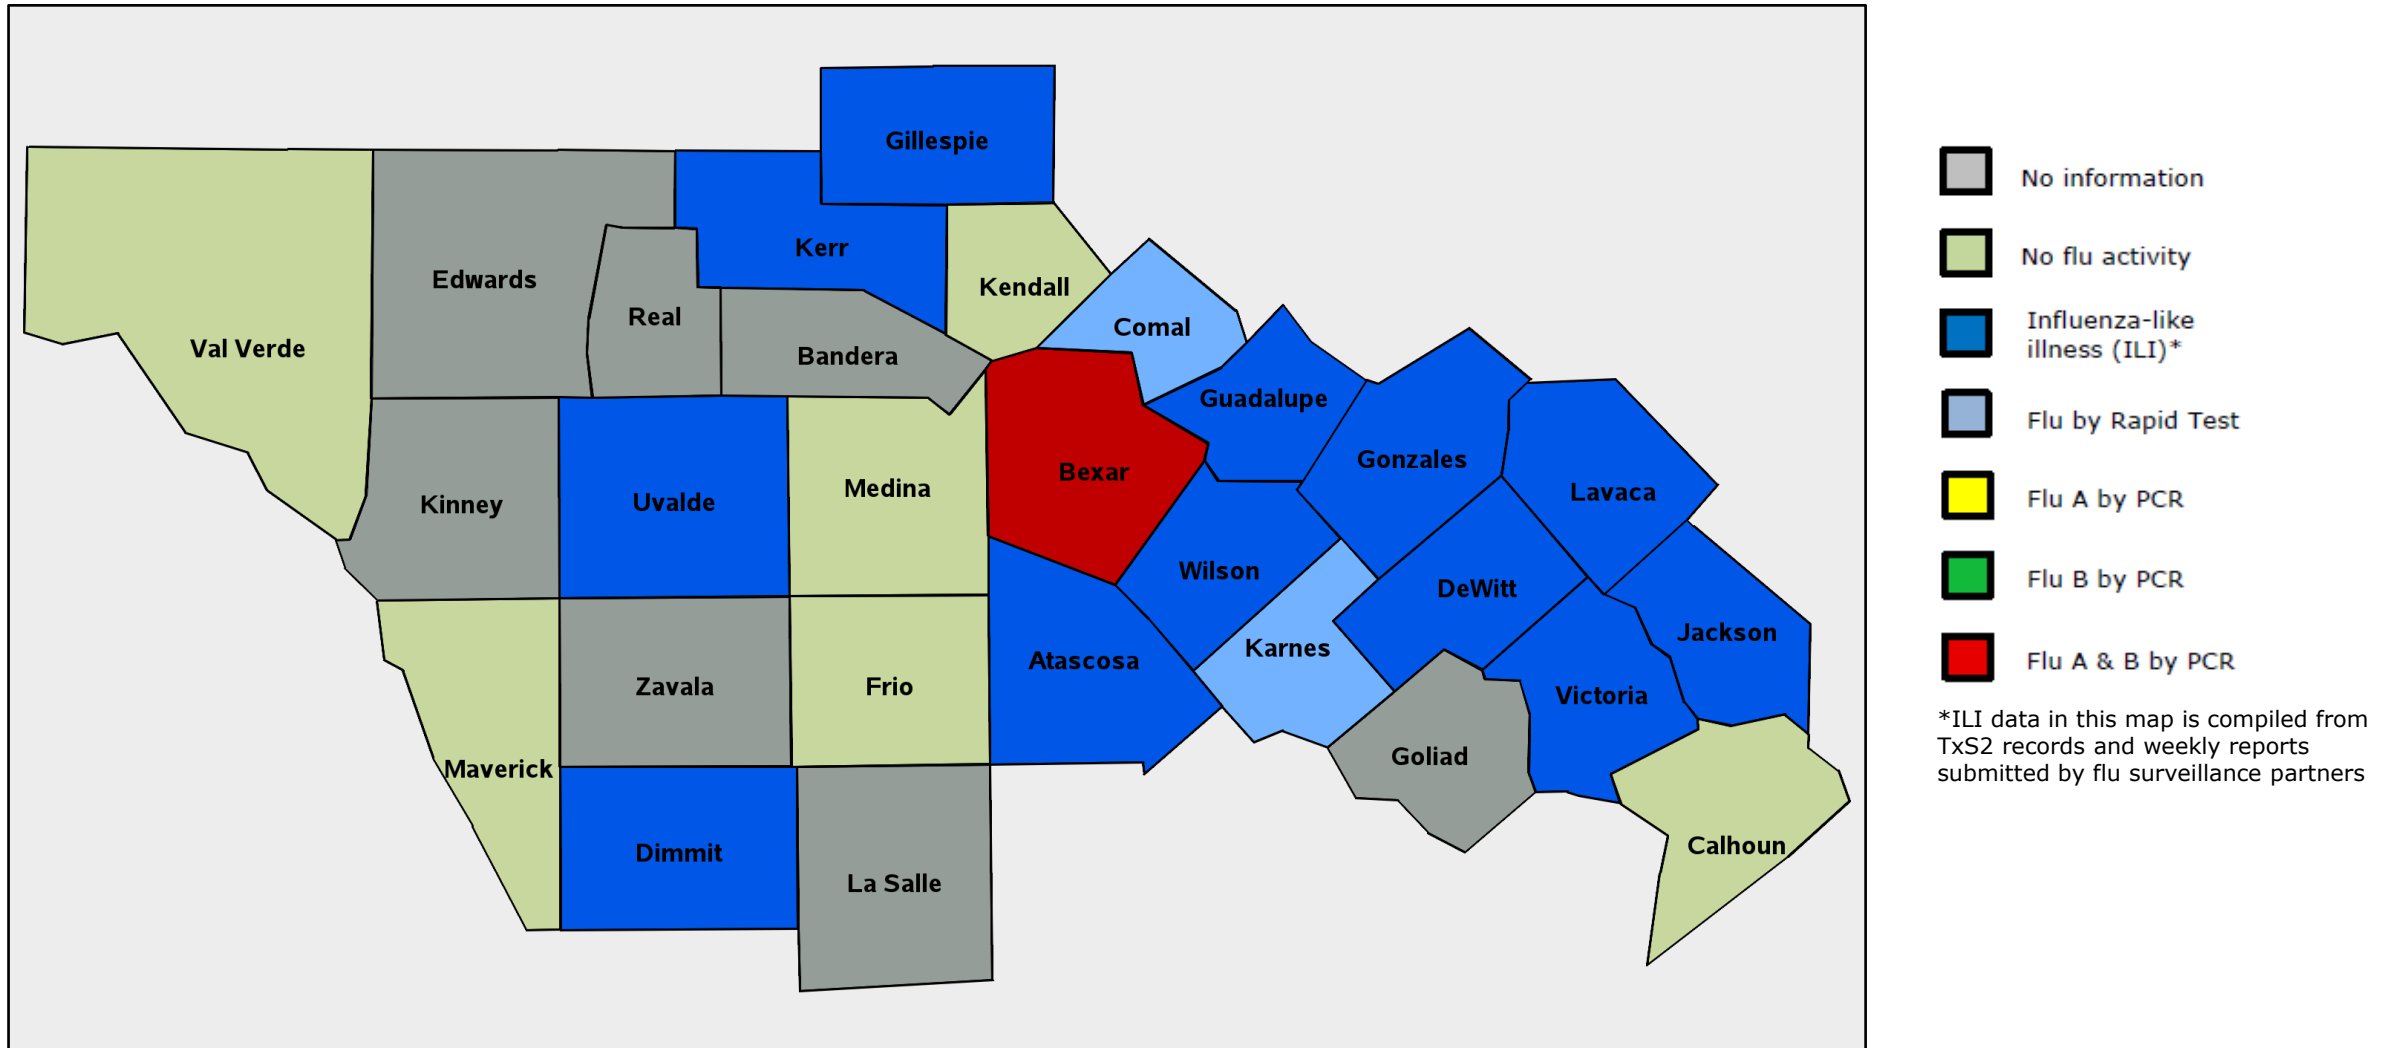 Gillespie
Kerr
Edwards
Kendall
Real
Comal
Val Verde
Bandera
Guadalupe
Gonzales
Bexar
Medina
Lavaca
Uvalde
Kinney
Wilson
DeWitt
Jackson
Karnes
Atascosa
Zavala
Frio
Victoria
Goliad
Maverick
Calhoun
Dimmit
La Salle
No information
No flu activity
Influenza-like
illness (ILI)*
Flu by Rapid Test
Flu A by PCR
Flu B by PCR
Flu A & B by PCR
*ILI data in this map is compiled from
TxS2 records and weekly reports
submitted by flu surveillance partners